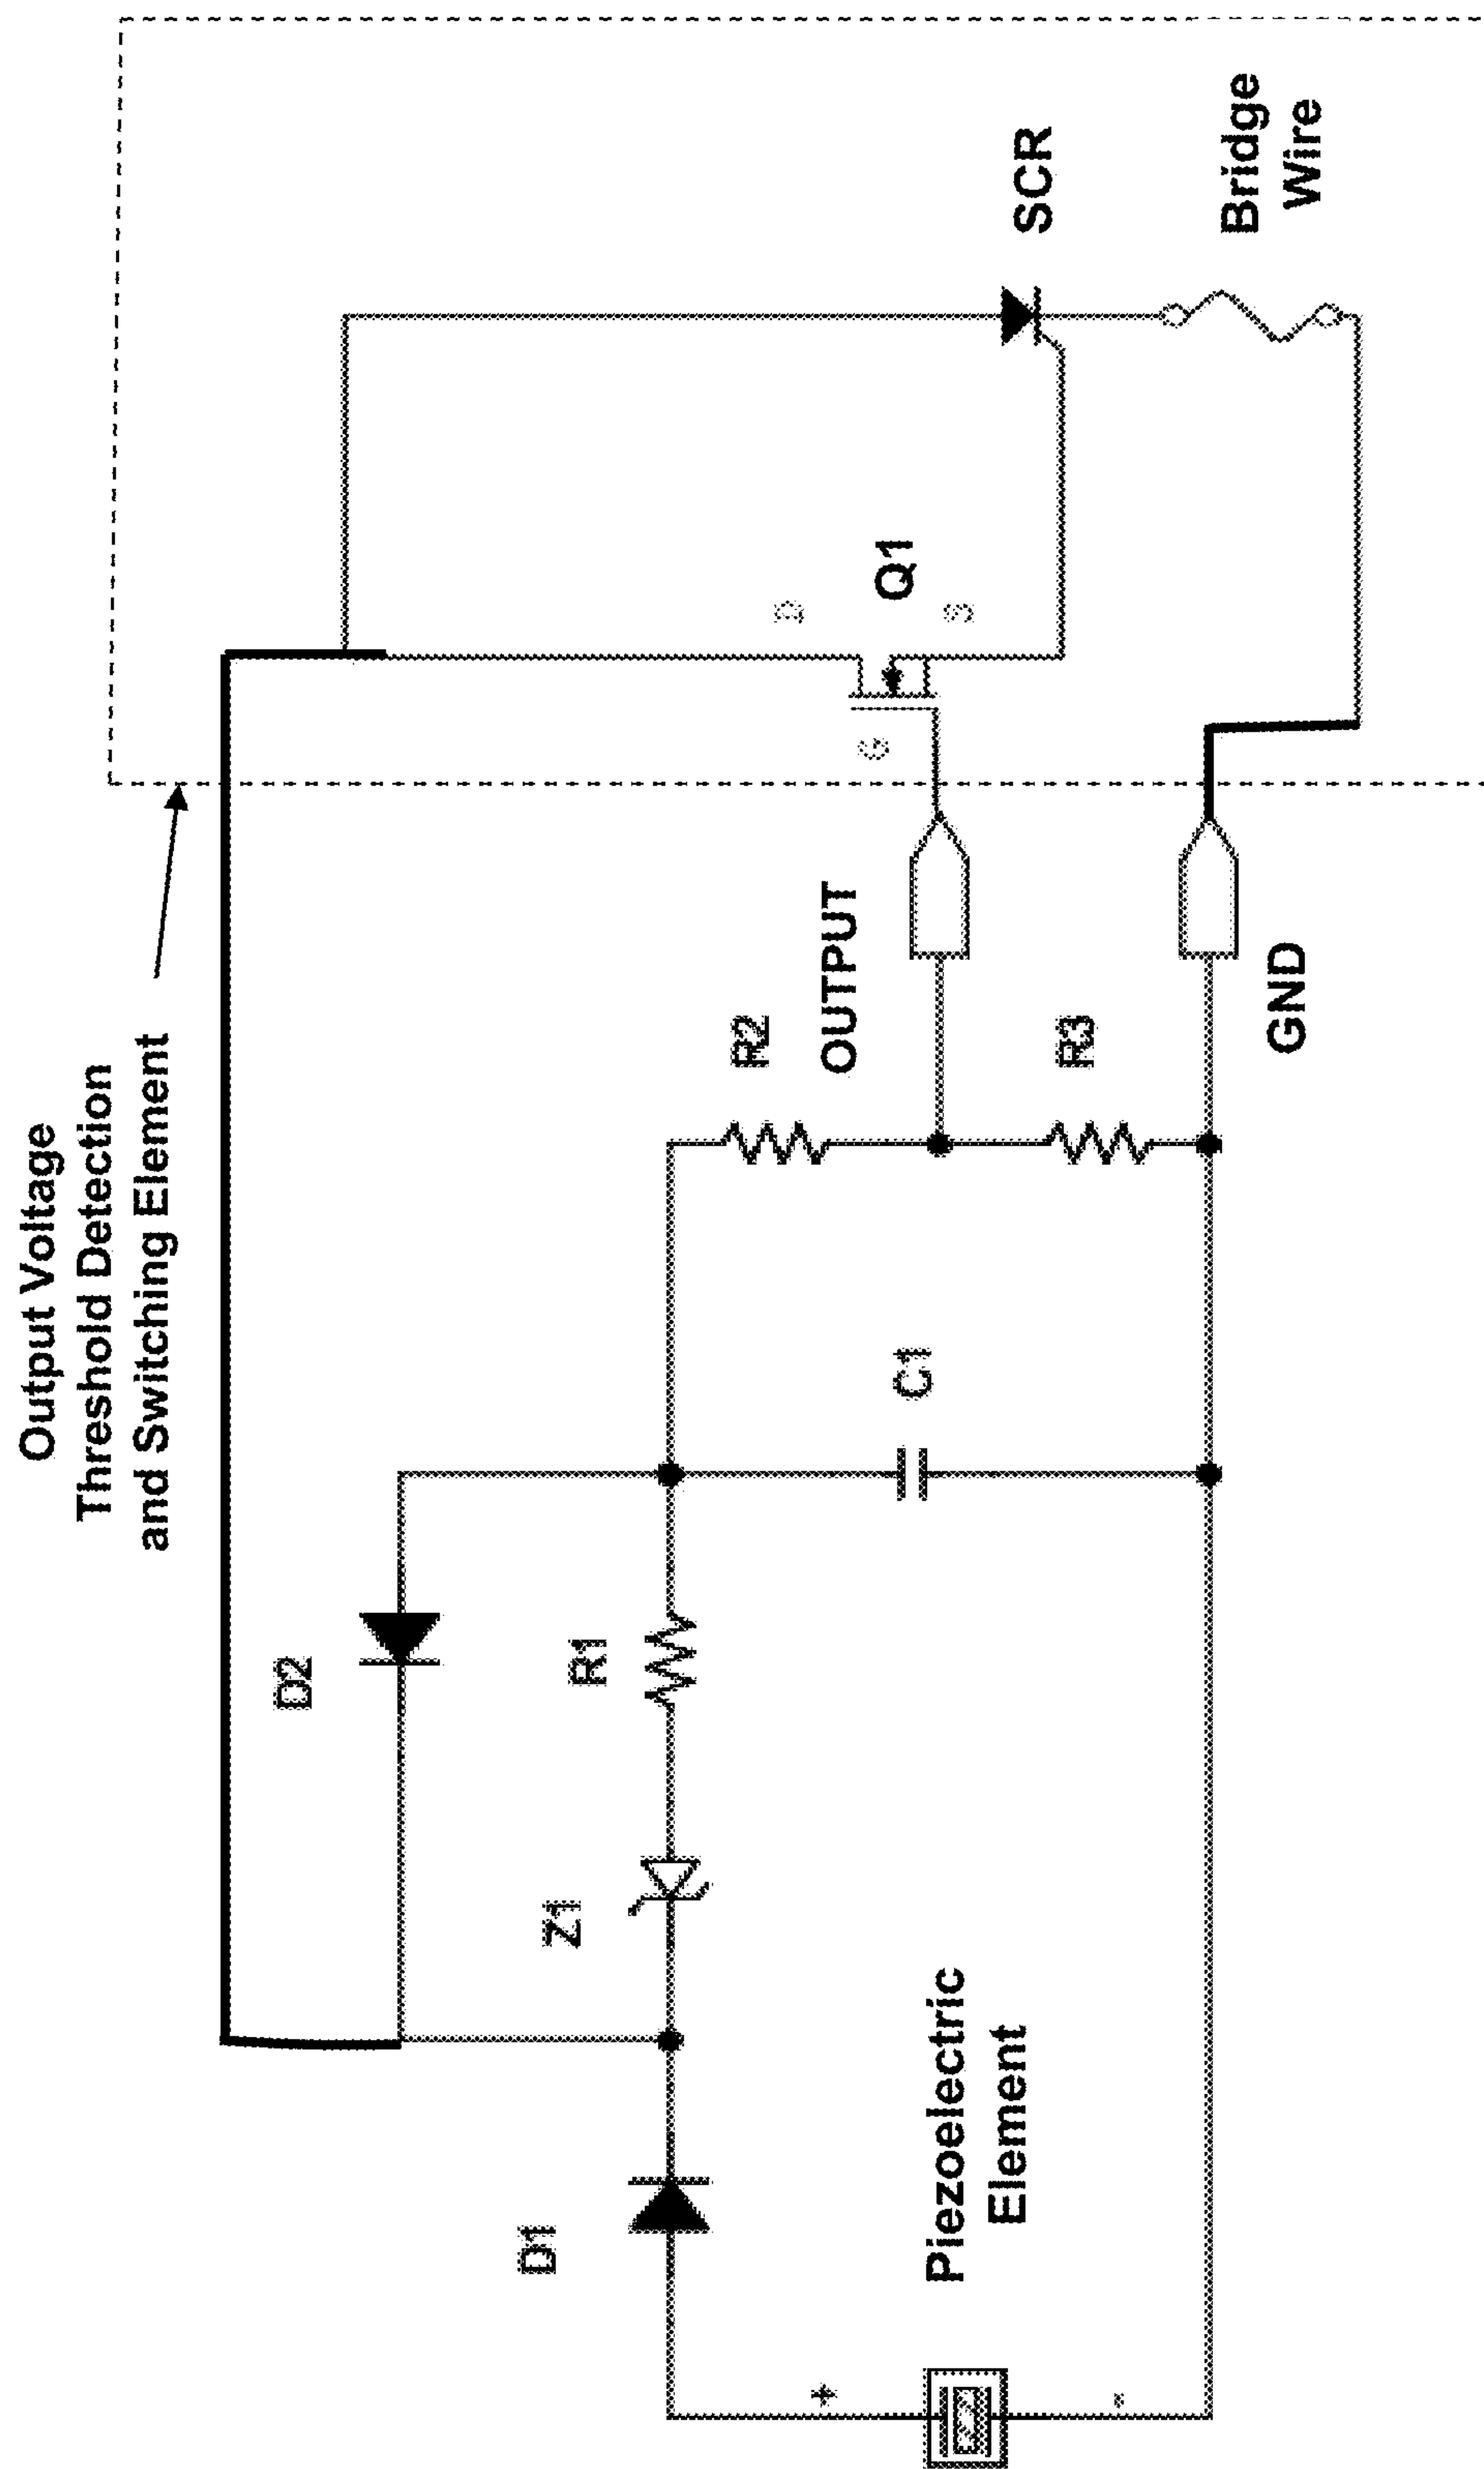 Output Voltage
Threshold Detection
and Switching Element
D2
D1
Z1
R1
C1
R2
R3
OUTPUT
GND
Piezoelectric
Element
+
-
D
G
S
Q1
SCR
Bridge
Wire